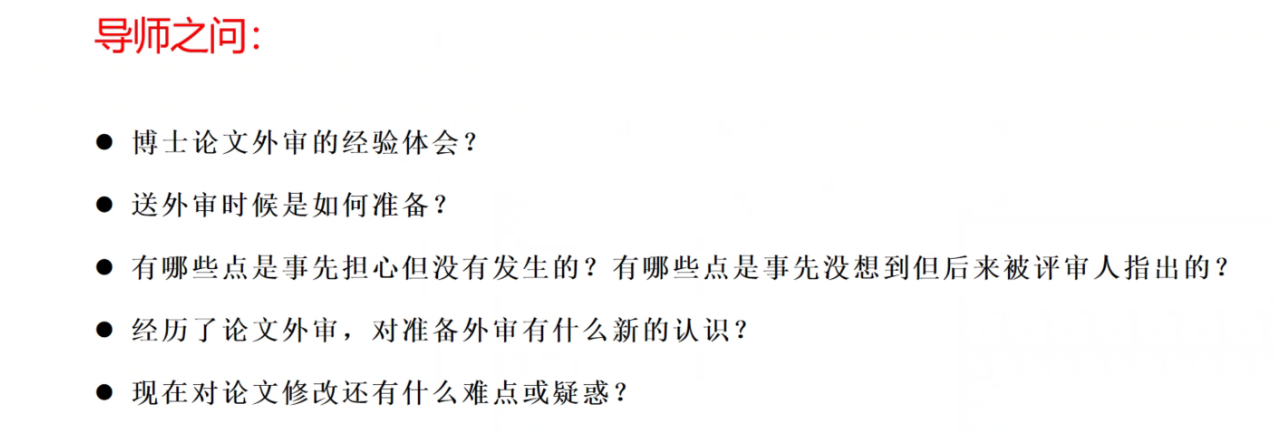 导师之问：
● 博士论文外审的经验体会？
● 送外审时候是如何准备？
● 有哪些点是事先担心但没有发生的？有哪些点是事先没想到但后来被评审人指出的？
● 经历了论文外审，对准备外审有什么新的认识？
● 现在对论文修改还有什么难点或疑惑？